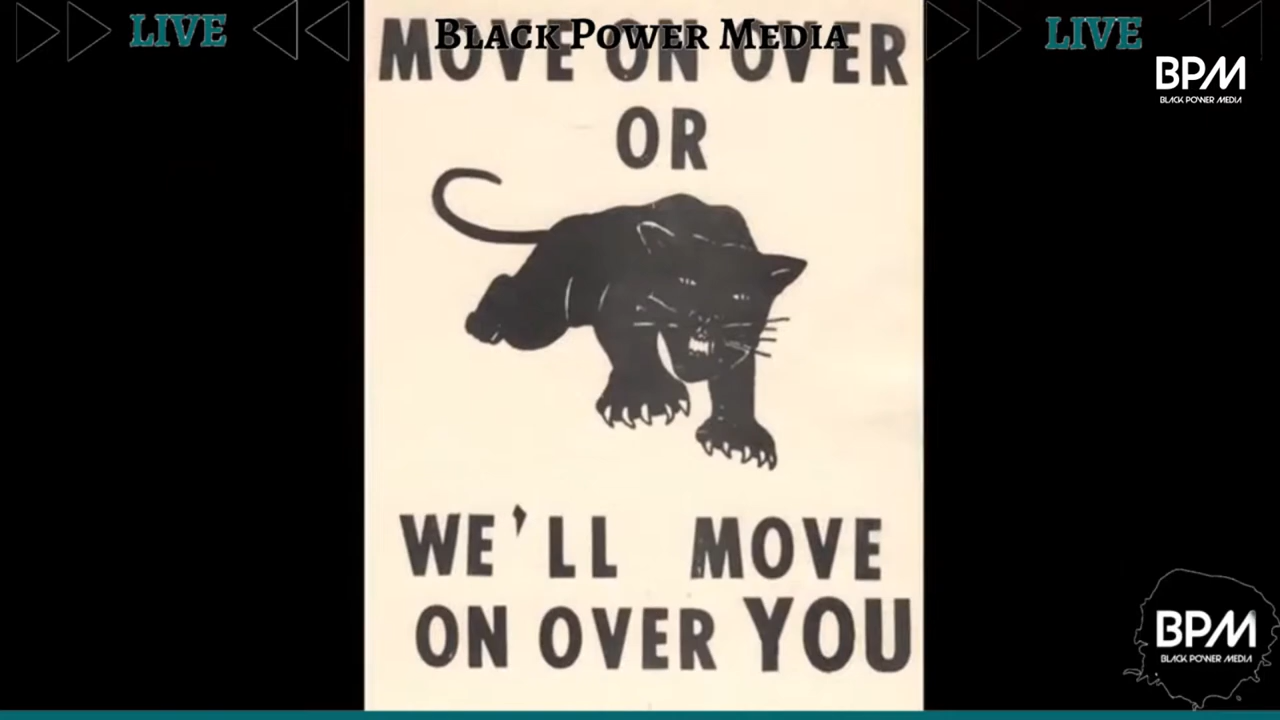 LIVE
Black Power Media
LIVE
MOVE ON OVER
BPM
BLACK POWER MEDIA
OR
WE'LL MOVE
ON OVER YOU
BPM
BLACK POWER MEDIA